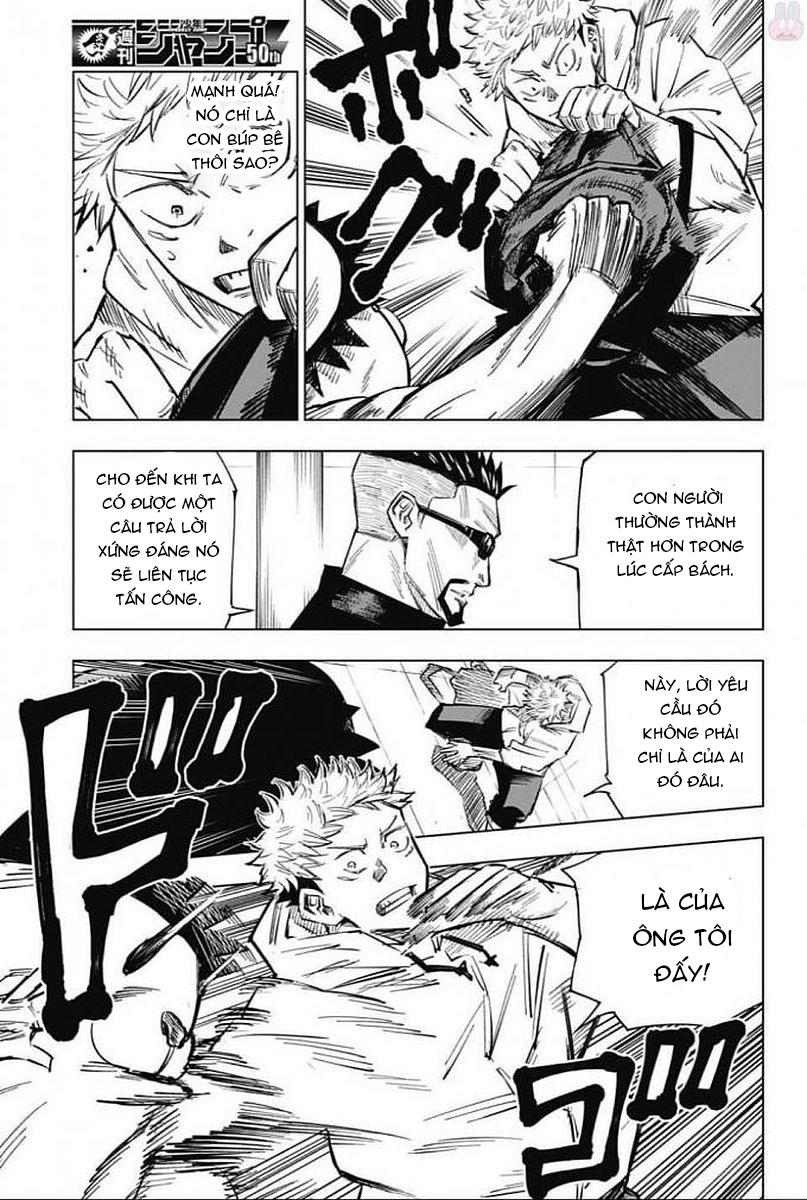 週刊
少年
ジャンプ
50th
ボグッ
MẠNH QUÁ!
NÓ CHỈ LÀ
CON BÚP BÊ
THÔI SAO?
CON NGƯỜI
THƯỜNG THÀNH
THẬT HƠN TRONG
LÚC CẤP BÁCH.
CHO ĐẾN KHI TA
CÓ ĐƯỢC MỘT
CÂU TRẢ LỜI
XỨNG ĐÁNG NÓ
SẼ LIÊN TỤC
TẤN CÔNG.
NÀY, LỜI YÊU
CẦU ĐÓ
KHÔNG PHẢI
CHỈ LÀ CỦA AI
ĐÓ ĐÂU.
LÀ CỦA
ÔNG TÔI
ĐẤY!